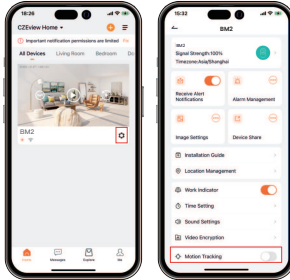 18:26
CZEview Home
Important notification permissions are limited
All Devices Living Room Bedroom Do
BM2
Messages Explore Me
15:32
BM2
BM2
Signal Strength:100%
Timezone:Asia/Shanghai
Receive Alert
Notifications
Alarm Management
Image Settings
Device Share
Installation Guide
Location Management
Work Indicator
Time Setting
Sound Settings
Video Encryption
Motion Tracking